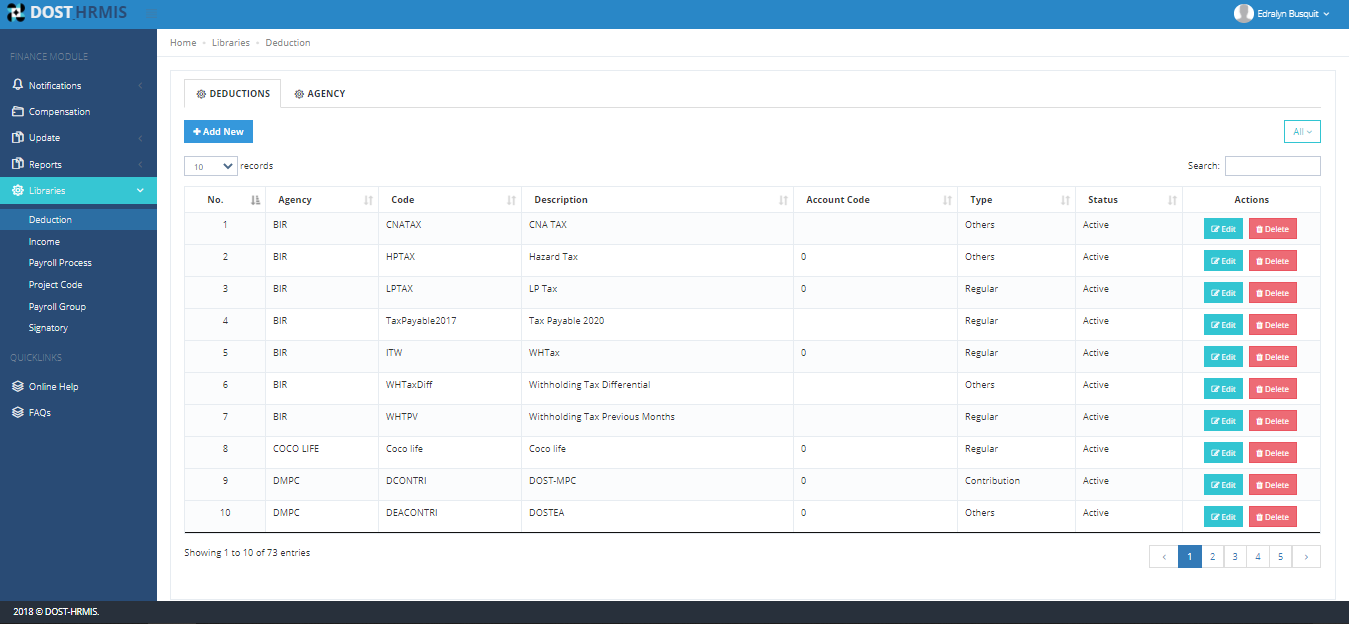 DOST_HRMIS
Edralyn Busquit
FINANCE MODULE
Notifications
Compensation
Update
Reports
Libraries
Deduction
Income
Payroll Process
Project Code
Payroll Group
Signatory
QUICKLINKS
Online Help
FAQs
Home Libraries Deduction
DEDUCTIONS AGENCY
Add New All
10 records Search:
No. Agency Code Description Account Code Type Status Actions
1 BIR CNATAX CNA TAX Others Active Edit Delete
2 BIR HPTAX Hazard Tax 0 Others Active Edit Delete
3 BIR LPTAX LP Tax 0 Regular Active Edit Delete
4 BIR TaxPayable2017 Tax Payable 2020 Regular Active Edit Delete
5 BIR ITW WHTax 0 Regular Active Edit Delete
6 BIR WHTaxDiff Withholding Tax Differential Others Active Edit Delete
7 BIR WHTPV Withholding Tax Previous Months Regular Active Edit Delete
8 COCO LIFE Coco life Coco life 0 Regular Active Edit Delete
9 DMPC DCONTRI DOST-MPC 0 Contribution Active Edit Delete
10 DMPC DEACONTRI DOSTEA 0 Others Active Edit Delete
Showing 1 to 10 of 73 entries < 1 2 3 4 5 >
2018 © DOST-HRMIS.